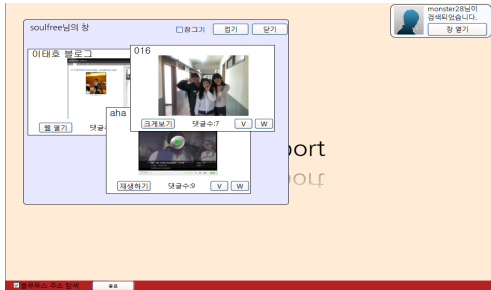 soulfree님의 창
잠그기
접기
닫기
monster28님이
검색되었습니다.
창 열기
이태호 블로그
016
웹 열기
댓글
크게보기
댓글수:7
V
W
aha
재생하기
댓글수:9
V
W
port
port
블루투스 주소 탐색
종료